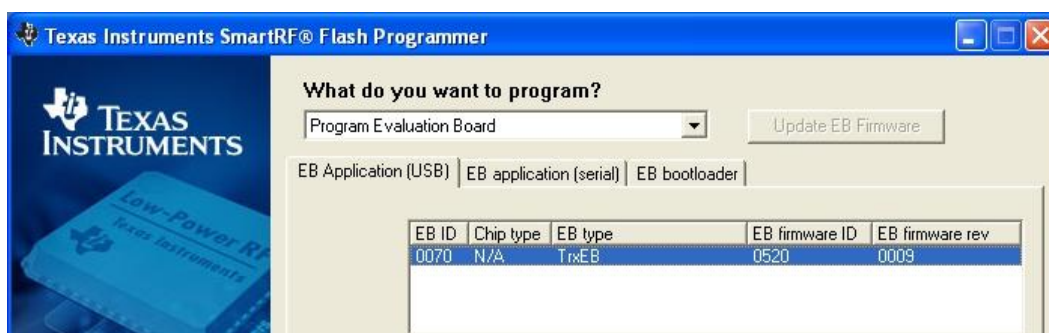 Texas Instruments SmartRF® Flash Programmer
TEXAS
INSTRUMENTS
Low-Power RF
Texas Instruments
What do you want to program?
Program Evaluation Board
Update EB Firmware
EB Application (USB) EB application (serial) EB bootloader
EB ID Chip type EB type EB firmware ID EB firmware rev
0070 N/A TrxEB 0520 0009